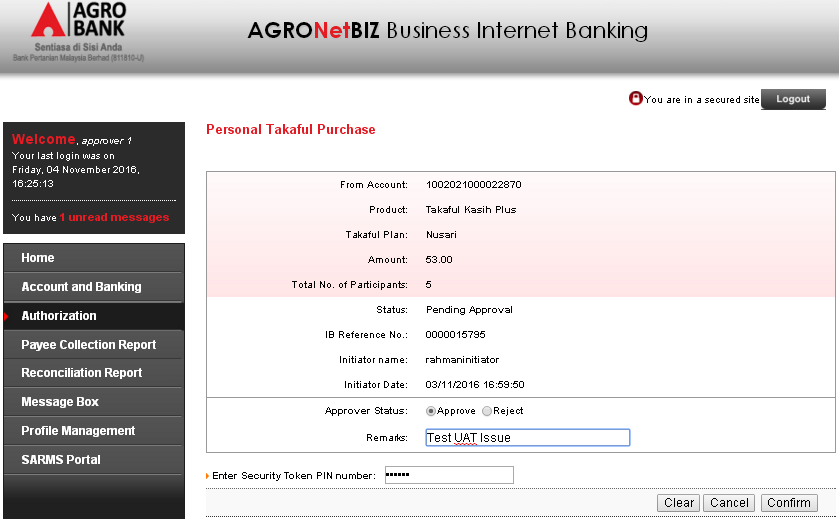 AGRO
BANK
Sentiasa di Sisi Anda
Bank Pertanian Malaysia Berhad (811810-U)
AGRONetBIZ Business Internet Banking
You are in a secured site
Logout
Welcome, approver 1
Your last login was on
Friday, 04 November 2016,
16:25:13
You have 1 unread messages
Home
Account and Banking
Authorization
Payee Collection Report
Reconciliation Report
Message Box
Profile Management
SARMS Portal
Personal Takaful Purchase
From Account: 1002021000022870
Product: Takaful Kasih Plus
Takaful Plan: Nusari
Amount: 53.00
Total No. of Participants: 5
Status: Pending Approval
IB Reference No.: 0000015795
Initiator name: rahmaninitiator
Initiator Date: 03/11/2016 16:59:50
Approver Status: Approve Reject
Remarks: Test UAT Issue
Enter Security Token PIN number: ••••••
Clear Cancel Confirm